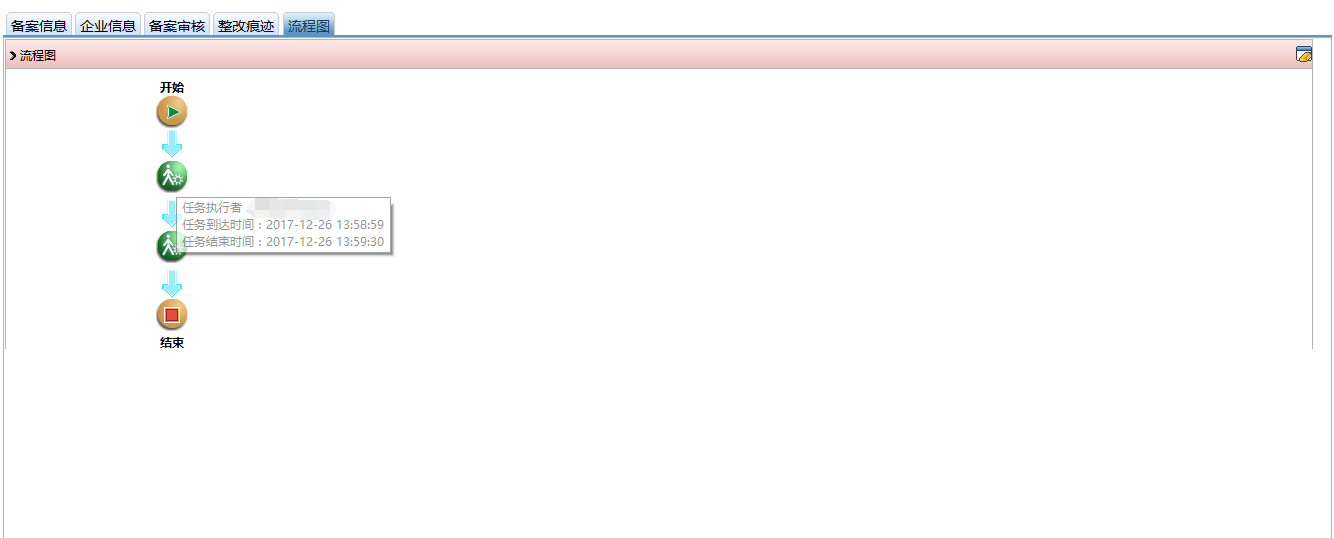 备案信息 企业信息 备案审核 整改痕迹 流程图
流程图
开始
任务执行者
任务到达时间：2017-12-26 13:58:59
任务结束时间：2017-12-26 13:59:30
结束